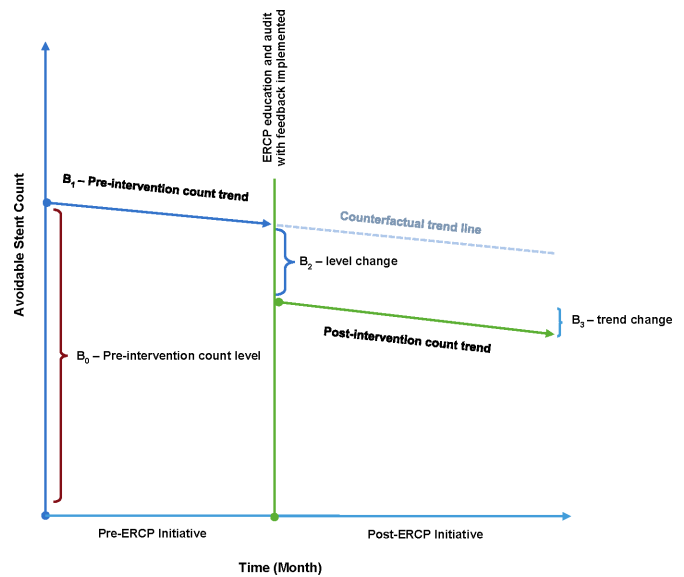 ERCP education and audit
with feedback implemented
B1 – Pre-intervention count trend
Counterfactual trend line
Avoidable Stent Count
B2 – level change
B3 – trend change
Post-intervention count trend
B0 – Pre-intervention count level
Pre-ERCP Initiative
Post-ERCP Initiative
Time (Month)